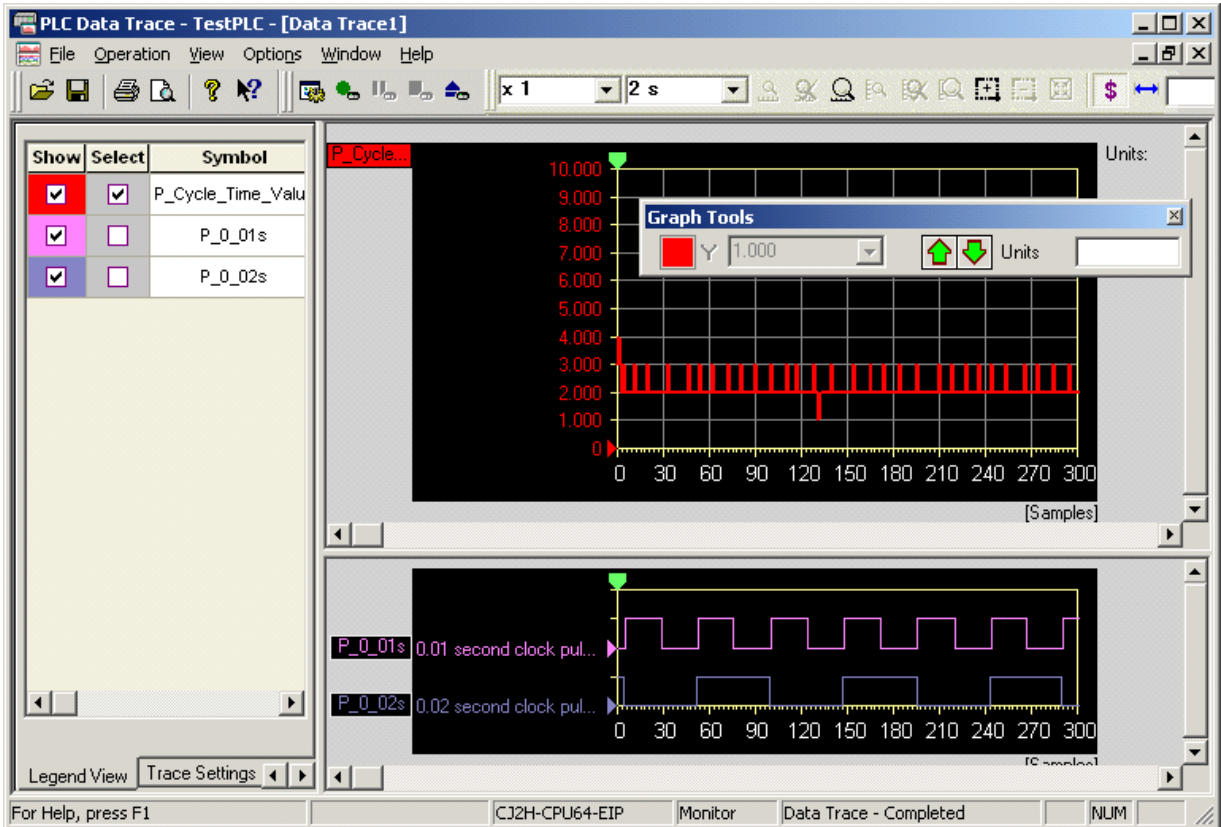 PLC Data Trace - TestPLC - [Data Trace1]
File Operation View Options Window Help
x 1 2 s $
Show Select Symbol
P_Cycle_Time_Valu
P_0_01s
P_0_02s
Legend View Trace Settings
P_Cycle...
Units:
10.000
9.000
8.000
7.000
6.000
5.000
4.000
3.000
2.000
1.000
0
0 30 60 90 120 150 180 210 240 270 300
[Samples]
Graph Tools
Y 1.000 Units
P_0_01s 0.01 second clock pul...
P_0_02s 0.02 second clock pul...
0 30 60 90 120 150 180 210 240 270 300
[Samples]
For Help, press F1 CJ2H-CPU64-EIP Monitor Data Trace - Completed NUM